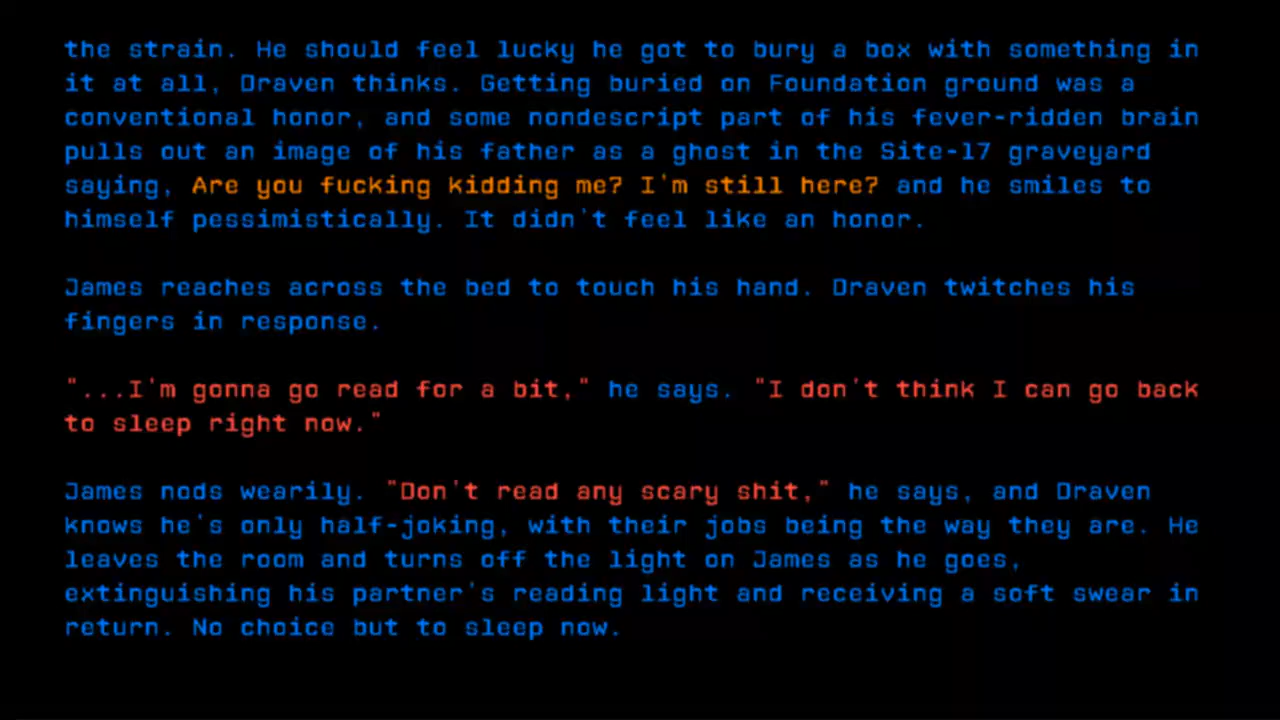 the strain. He should feel lucky he got to bury a box with something in
it at all, Draven thinks. Getting buried on Foundation ground was a
conventional honor, and some nondescript part of his fever-ridden brain
pulls out an image of his father as a ghost in the Site-17 graveyard
saying, Are you fucking kidding me? I'm still here? and he smiles to
himself pessimistically. It didn't feel like an honor.
James reaches across the bed to touch his hand. Draven twitches his
fingers in response.
"...I'm gonna go read for a bit," he says. "I don't think I can go back
to sleep right now."
James nods wearily. "Don't read any scary shit," he says, and Draven
knows he's only half-joking, with their jobs being the way they are. He
leaves the room and turns off the light on James as he goes,
extinguishing his partner's reading light and receiving a soft swear in
return. No choice but to sleep now.